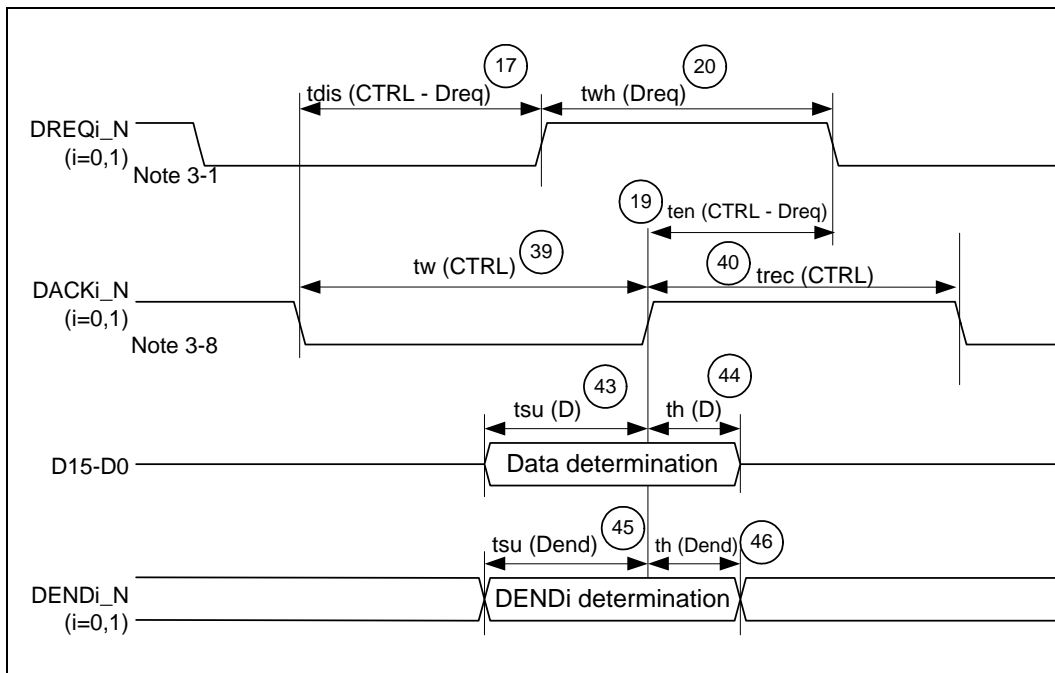 17
20
tdis (CTRL - Dreq)
twh (Dreq)
DREQi_N
(i=0,1)
Note 3-1
19
ten (CTRL - Dreq)
39
40
tw (CTRL)
trec (CTRL)
DACKi_N
(i=0,1)
Note 3-8
43
44
tsu (D)
th (D)
D15-D0
Data determination
45
46
tsu (Dend)
th (Dend)
DENDi_N
(i=0,1)
DENDi determination